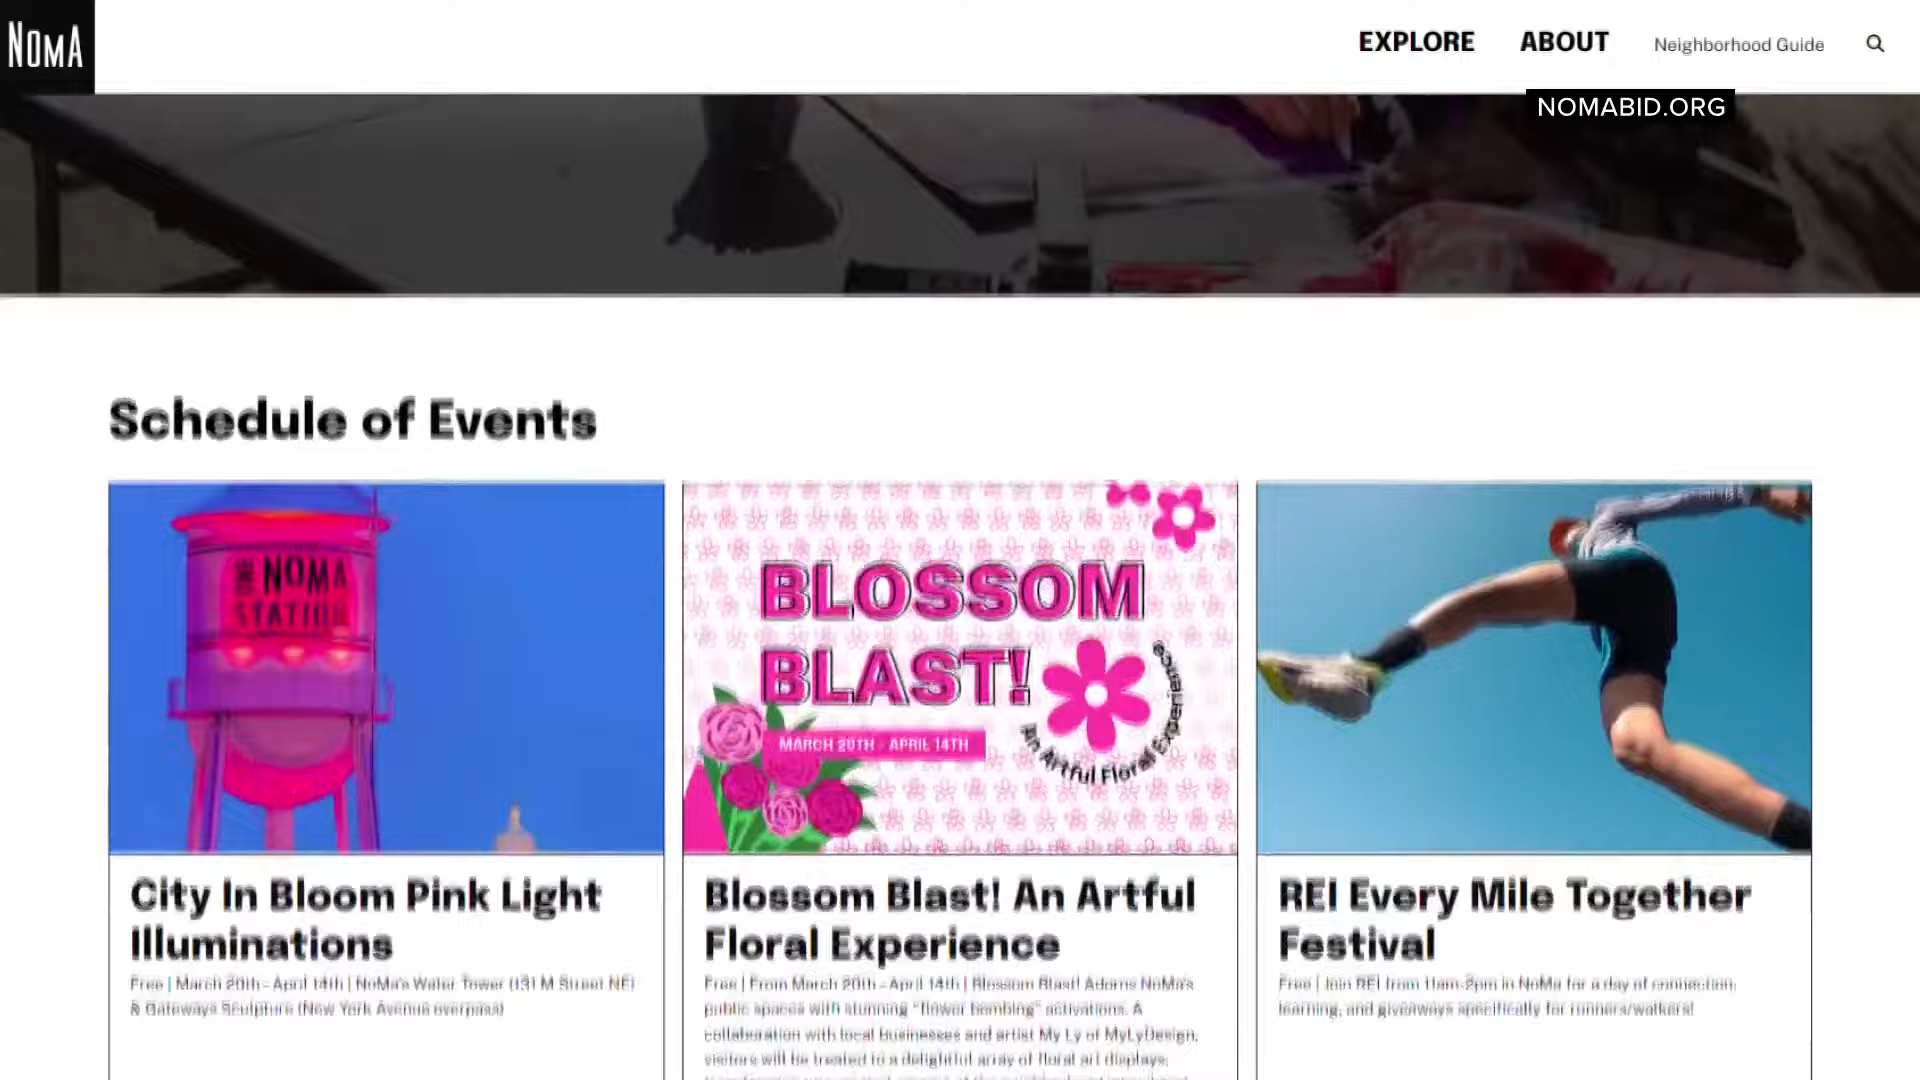 NOMA
EXPLORE
ABOUT
Neighborhood Guide
NOMABID.ORG
Schedule of Events
THE NOMA
STATION
BLOSSOM
BLAST!
MARCH 20TH - APRIL 14TH
An Artful Floral Experience
City In Bloom Pink Light
Illuminations
Free | March 20th - April 14th | NoMa's Water Tower (131 M Street NE)
& Gateways Sculpture (New York Avenue overpass)
Blossom Blast! An Artful
Floral Experience
Free | From March 20th - April 14th | Blossom Blast! Adorns NoMa's
public spaces with stunning "flower bombing" activations. A
collaboration with local businesses and artist My Ly of MyLyDesign,
visitors will be treated to a delightful array of floral art displays,
REI Every Mile Together
Festival
Free | Join REI from 11am-2pm in NoMa for a day of connection,
learning, and giveaways specifically for runners/walkers!